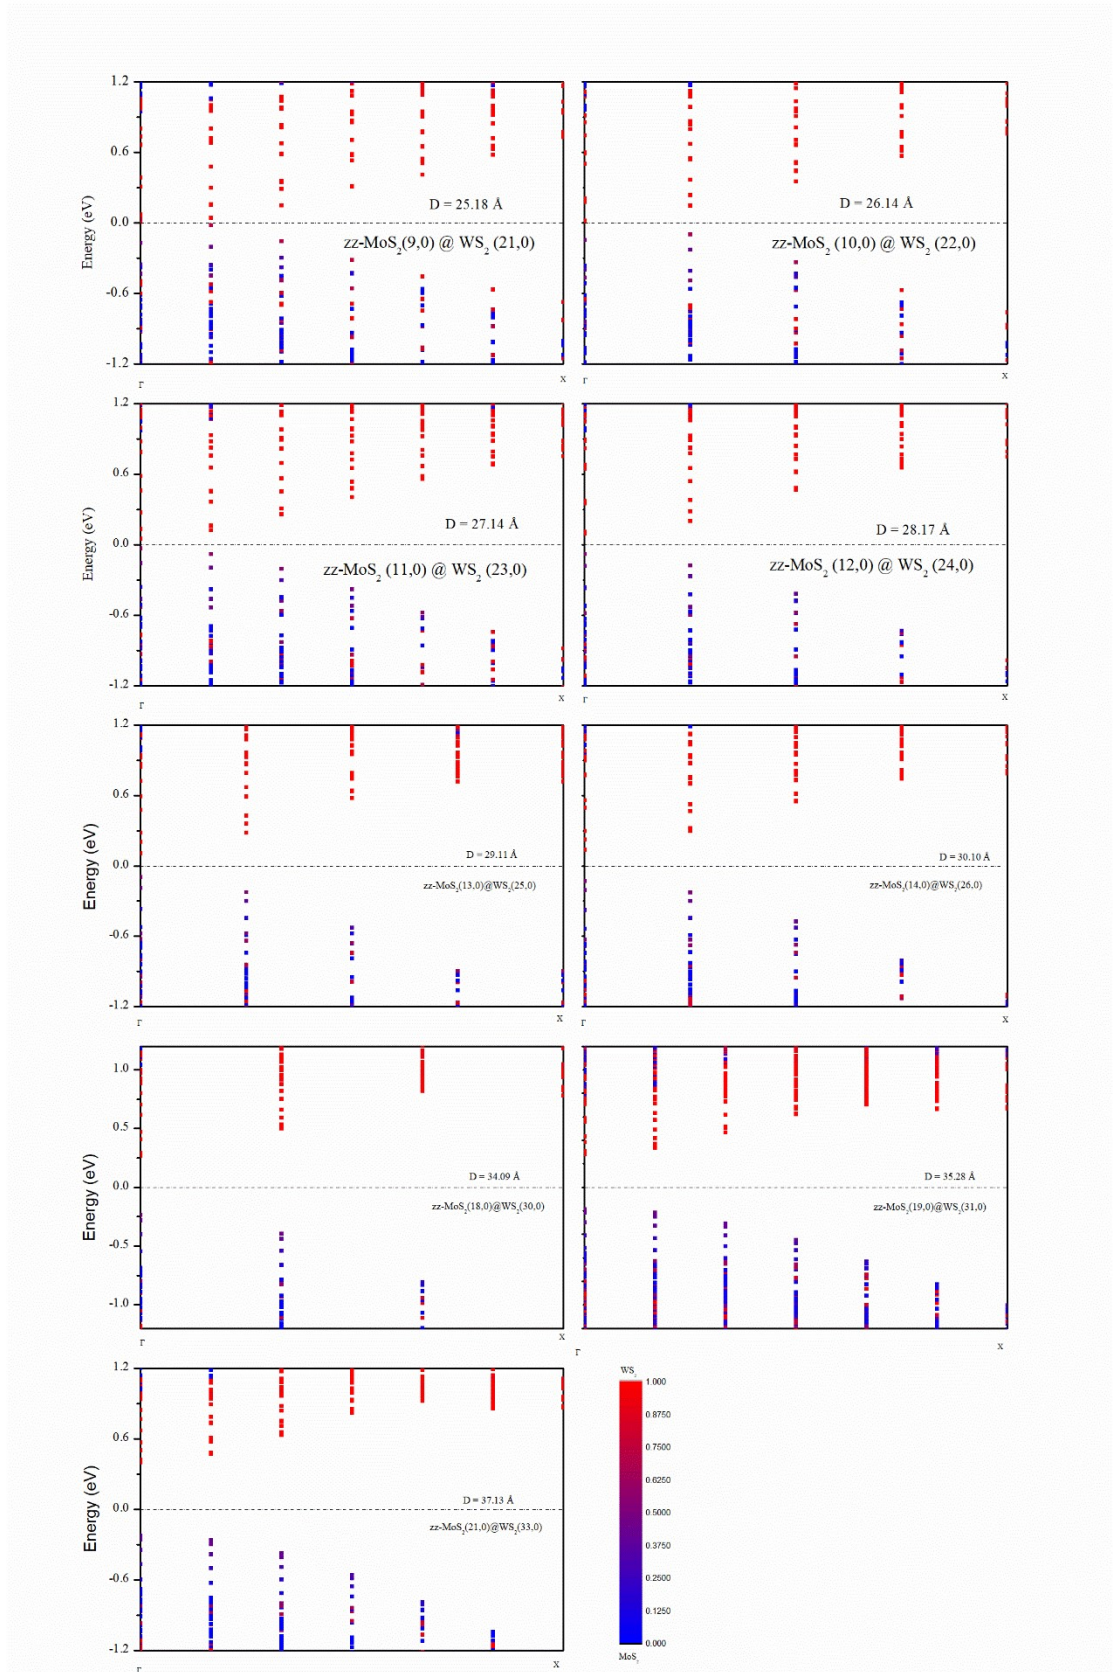 1.2
0.6
0.0
-0.6
-1.2
Energy (eV)
D = 25.18 Å
zz-MoS2(9,0) @ WS2 (21,0)
Γ
X
D = 26.14 Å
zz-MoS2 (10,0) @ WS2 (22,0)
Γ
X
1.2
0.6
0.0
-0.6
-1.2
Energy (eV)
D = 27.14 Å
zz-MoS2 (11,0) @ WS2 (23,0)
Γ
X
D = 28.17 Å
zz-MoS2 (12,0) @ WS2 (24,0)
Γ
X
1.2
0.6
0.0
-0.6
-1.2
Energy (eV)
D = 29.11 Å
zz-MoS2(13,0)@WS2(25,0)
Γ
X
D = 30.10 Å
zz-MoS2(14,0)@WS2(26,0)
Γ
X
1.0
0.5
0.0
-0.5
-1.0
Energy (eV)
D = 34.09 Å
zz-MoS2(18,0)@WS2(30,0)
Γ
X
D = 35.28 Å
zz-MoS2(19,0)@WS2(31,0)
Γ
X
1.2
0.6
0.0
-0.6
-1.2
Energy (eV)
D = 37.13 Å
zz-MoS2(21,0)@WS2(33,0)
Γ
X
WS2
1.000
0.8750
0.7500
0.6250
0.5000
0.3750
0.2500
0.1250
0.000
MoS2